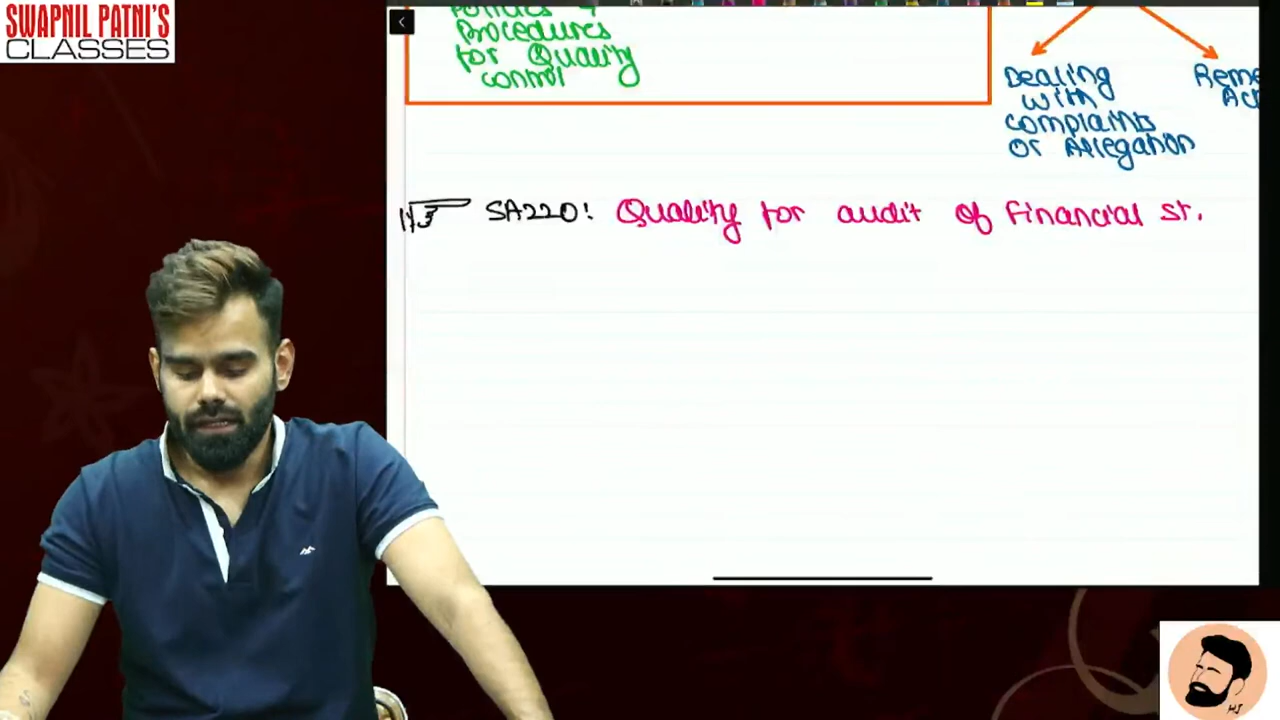 SWAPNIL PATNI'S
CLASSES
Procedures
for Quality
control
Dealing
with
complaints
or Allegation
SA220: Quality for audit of Financial st.
HJ